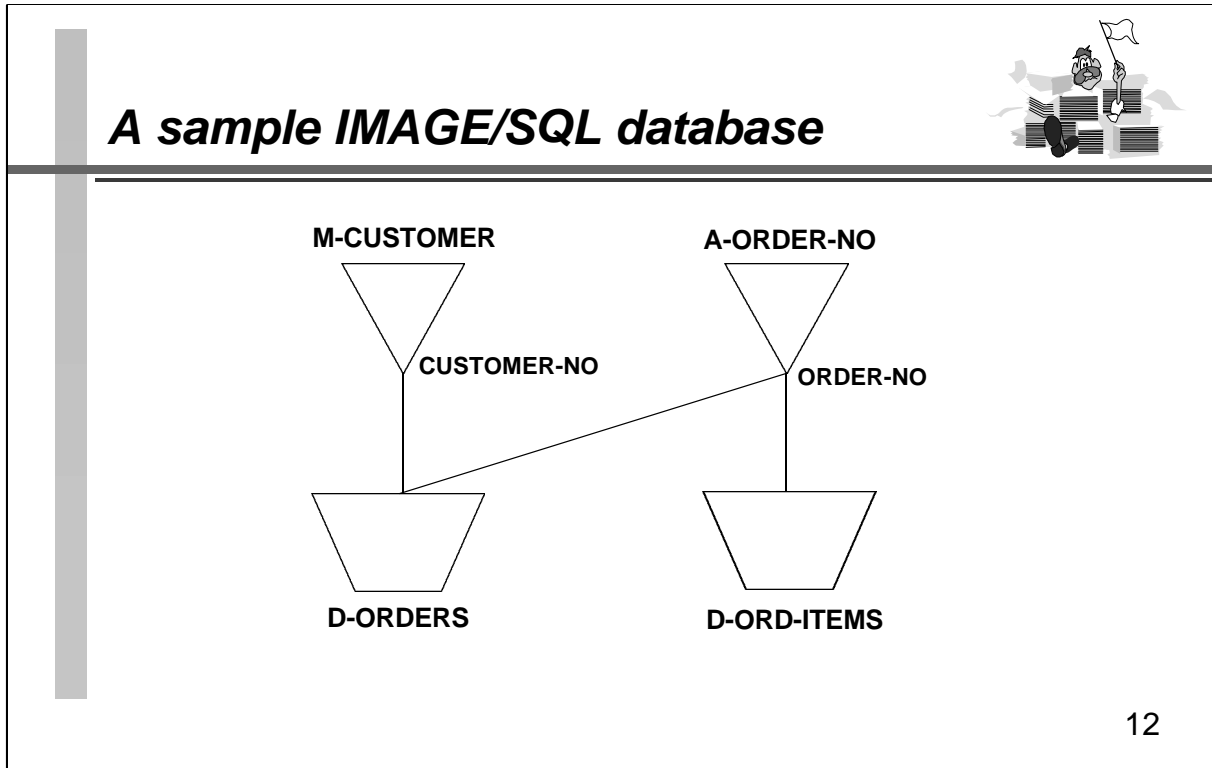 A sample IMAGE/SQL database
M-CUSTOMER
A-ORDER-NO
CUSTOMER-NO
ORDER-NO
D-ORDERS
D-ORD-ITEMS
12